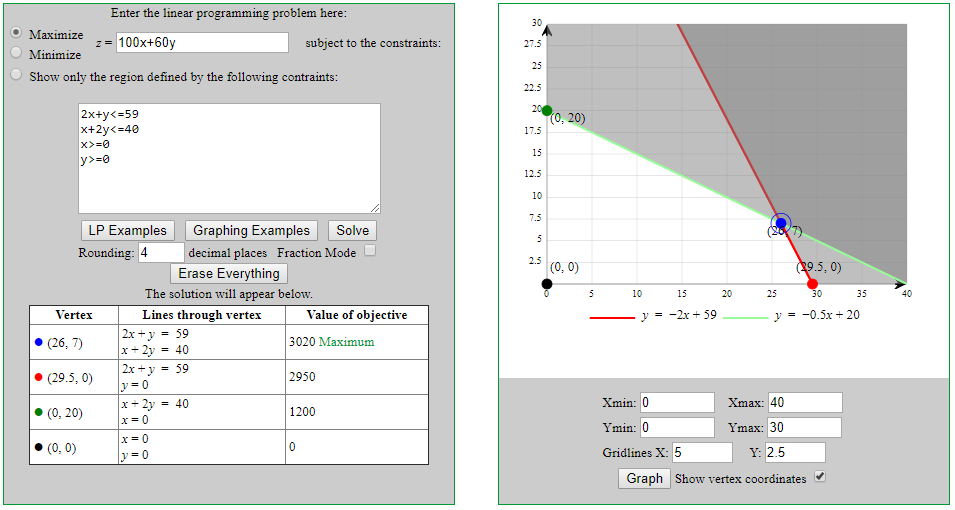 Enter the linear programming problem here:
Maximize
Minimize
z = 100x+60y subject to the constraints:
Show only the region defined by the following contraints:
2x+y<=59
x+2y<=40
x>=0
y>=0
LP Examples Graphing Examples Solve
Rounding: 4 decimal places Fraction Mode
Erase Everything
The solution will appear below.
Vertex Lines through vertex Value of objective
(26, 7) 2x + y = 59 3020 Maximum
x + 2y = 40
(29.5, 0) 2x + y = 59 2950
y = 0
(0, 20) x + 2y = 40 1200
x = 0
(0, 0) x = 0 0
y = 0
30
27.5
25
22.5
20
17.5
15
12.5
10
7.5
5
2.5
(0, 20)
(26, 7)
(0, 0)
(29.5, 0)
0 5 10 15 20 25 30 35 40
y = −2x + 59 y = −0.5x + 20
Xmin: 0 Xmax: 40
Ymin: 0 Ymax: 30
Gridlines X: 5 Y: 2.5
Graph Show vertex coordinates